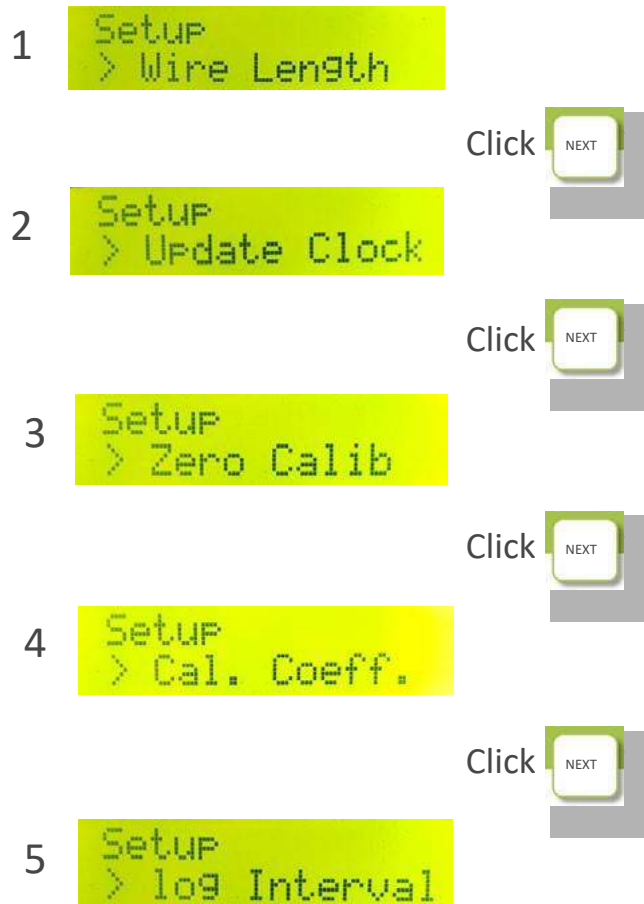 1
Setup
> Wire Length
Click NEXT
2
Setup
> Update Clock
Click NEXT
3
Setup
> Zero Calib
Click NEXT
4
Setup
> Cal. Coeff.
Click NEXT
5
Setup
> log Interval